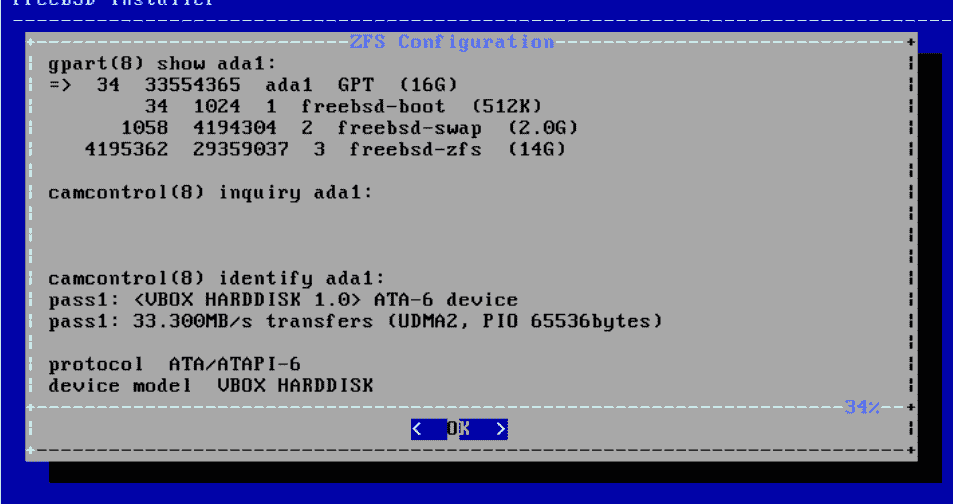 FreeBSD Installer
ZFS Configuration
gpart(8) show ada1:
=> 34 33554365 ada1 GPT (16G)
34 1024 1 freebsd-boot (512K)
1058 4194304 2 freebsd-swap (2.0G)
4195362 29359037 3 freebsd-zfs (14G)
camcontrol(8) inquiry ada1:
camcontrol(8) identify ada1:
pass1: <VBOX HARDDISK 1.0> ATA-6 device
pass1: 33.300MB/s transfers (UDMA2, PIO 65536bytes)
protocol ATA/ATAPI-6
device model VBOX HARDDISK
34%
< OK >